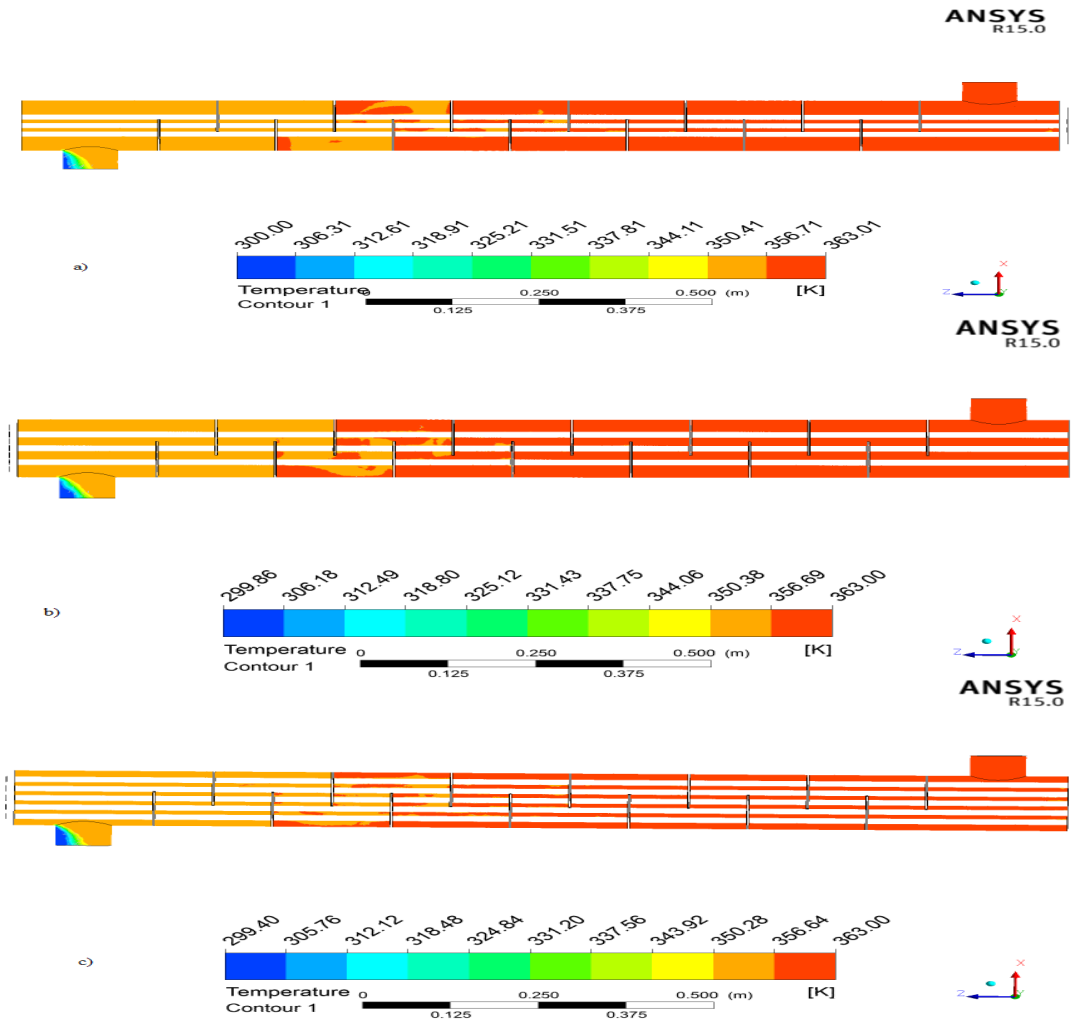 ANSYS
R15.0
300.00 306.31 312.61 318.91 325.21 331.51 337.81 344.11 350.41 356.71 363.01
a)
Temperature
Contour 1
0 0.250 0.500 (m)
0.125 0.375
[K]
X
Z
Y
ANSYS
R15.0
299.86 306.18 312.49 318.80 325.12 331.43 337.75 344.06 350.38 356.69 363.00
b)
Temperature
Contour 1
0 0.250 0.500 (m)
0.125 0.375
[K]
X
Z
Y
ANSYS
R15.0
299.40 305.76 312.12 318.48 324.84 331.20 337.56 343.92 350.28 356.64 363.00
c)
Temperature
Contour 1
0 0.250 0.500 (m)
0.125 0.375
[K]
X
Z
Y